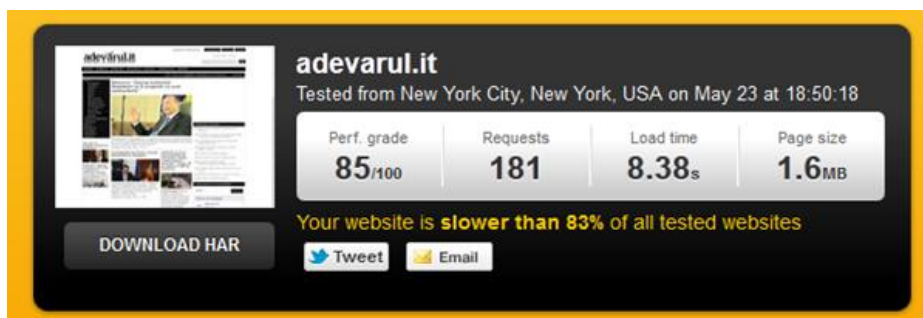 adevărul.it
adevarul.it
Tested from New York City, New York, USA on May 23 at 18:50:18
Perf. grade Requests Load time Page size
85/100 181 8.38s 1.6MB
Your website is slower than 83% of all tested websites
DOWNLOAD HAR
Tweet Email